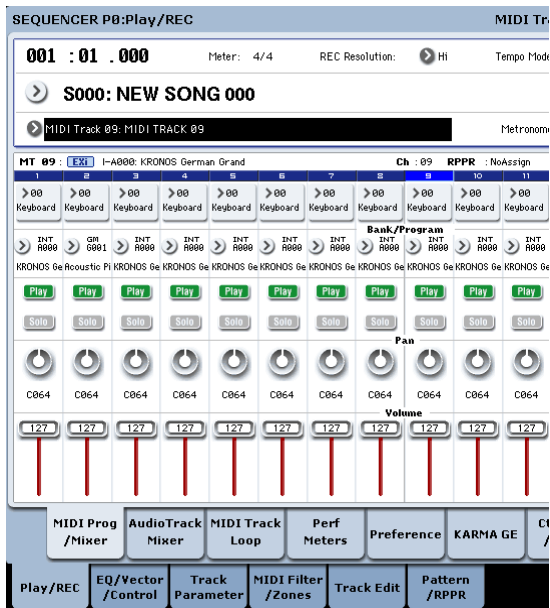 SEQUENCER P0:Play/REC MIDI Tr
001 : 01 . 000 Meter: 4/4 REC Resolution: Hi Tempo Mode
S000: NEW SONG 000
MIDI Track 09: MIDI TRACK 09 Metronom
MT 09 : EXi I-A000: KRONOS German Grand Ch : 09 RPPR : NoAssign
1 2 3 4 5 6 7 8 9 10 11
>00 >00 >00 >00 >00 >00 >00 >00 >00 >00 >00
Keyboard Keyboard Keyboard Keyboard Keyboard Keyboard Keyboard Keyboard Keyboard Keyboard Keyboard
Bank/Program
INT GM INT INT INT INT INT INT INT INT INT
A000 G001 A000 A000 A000 A000 A000 A000 A000 A000 A000
KRONOS Ge Acoustic Pi KRONOS Ge KRONOS Ge KRONOS Ge KRONOS Ge KRONOS Ge KRONOS Ge KRONOS Ge KRONOS Ge KRONOS Ge
Play Play Play Play Play Play Play Play Play Play Play
Solo Solo Solo Solo Solo Solo Solo Solo Solo Solo Solo
Pan
C064 C064 C064 C064 C064 C064 C064 C064 C064 C064 C064
Volume
127 127 127 127 127 127 127 127 127 127 127
MIDI Prog AudioTrack MIDI Track Perf Preference KARMA GE
/Mixer Mixer Loop Meters /
Play/REC EQ/Vector Track MIDI Filter Track Edit Pattern
/Control Parameter /Zones /RPPR